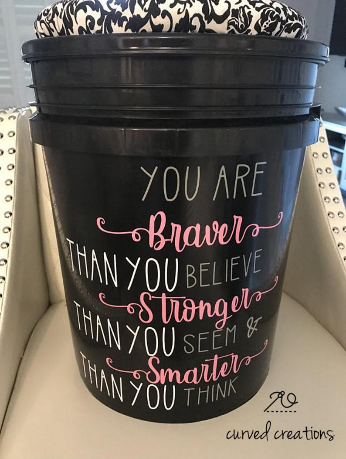 YOU ARE
Braver
THAN YOU BELIEVE
Stronger
THAN YOU SEEM &
Smarter
THAN YOU THINK
curved creations